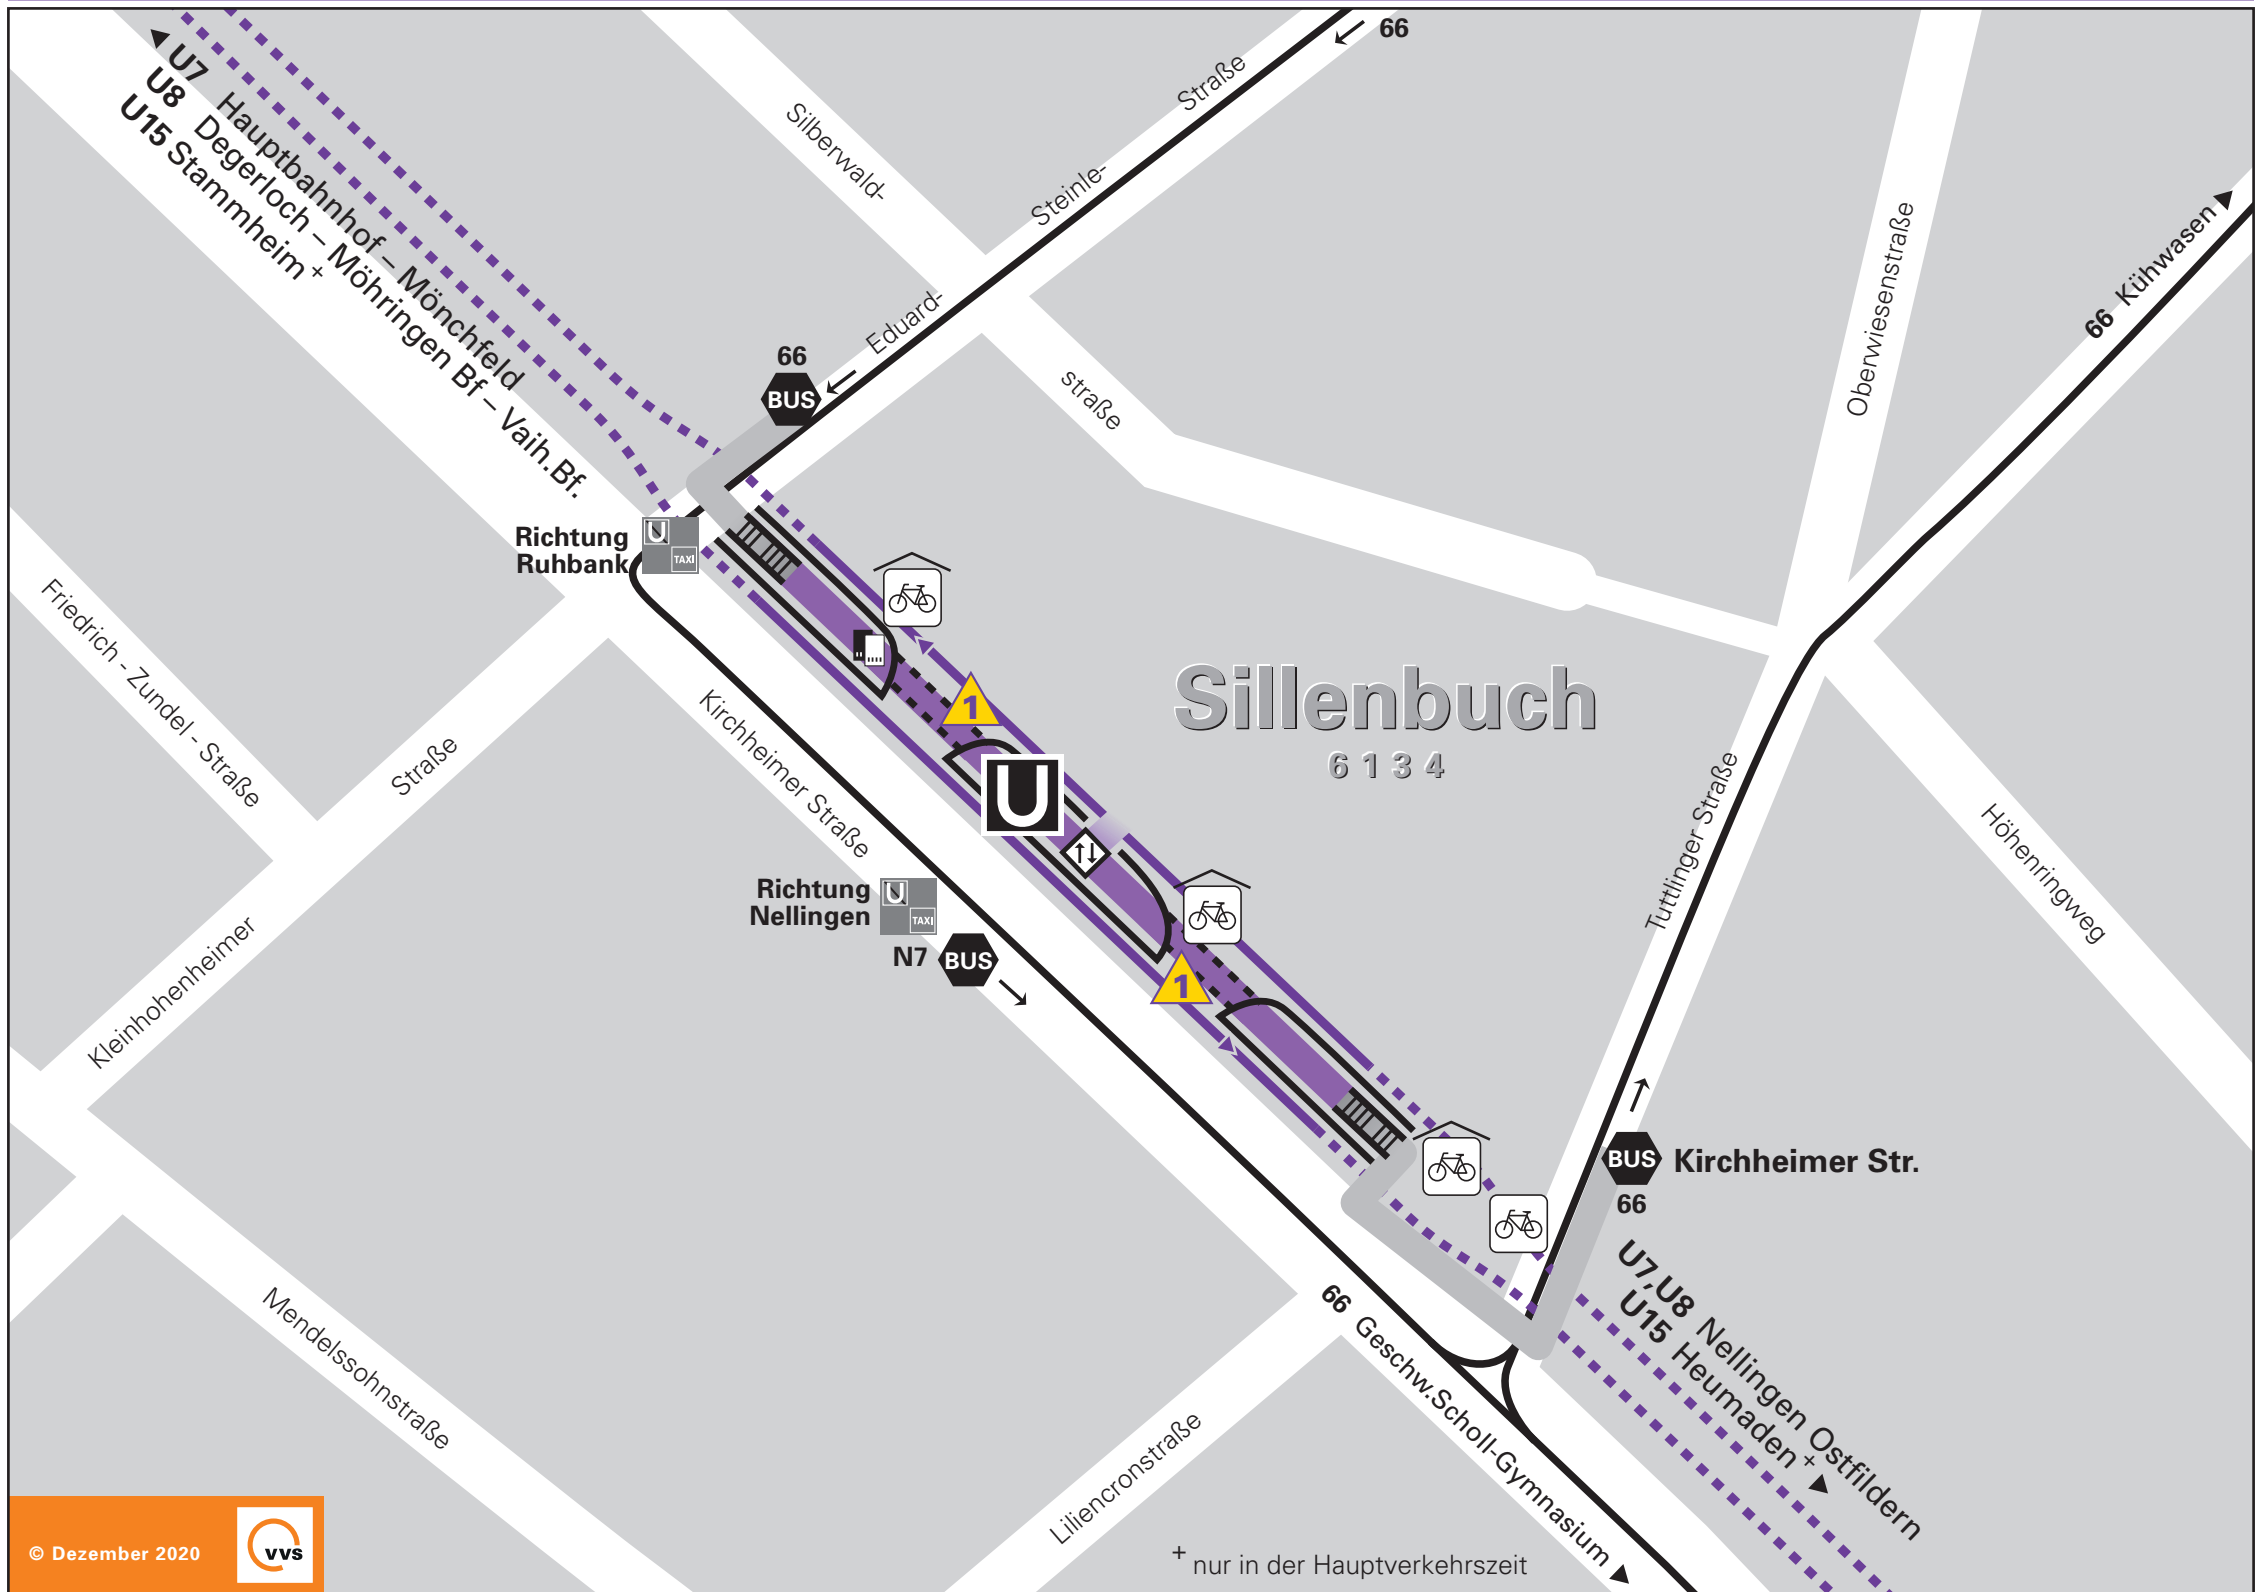 66
U7 Hauptbahnhof – Mönchfeld
U8 Degerloch – Möhringen Bf – Vaih.Bf.
U15 Stammheim +
Silberwald-
straße
Eduard-
Steinle-
Straße
Oberwiesenstraße
66 Kühwasen
66
BUS
Richtung
Ruhbank
U
TAXI
Friedrich - Zundel - Straße
Kleinhohenheimer
Straße
Kirchheimer Straße
1
Sillenbuch
6134
U
Tuttlinger Straße
Höhenringweg
Richtung
Nellingen
U
TAXI
N7
BUS
1
BUS
Kirchheimer Str.
66
U7,U8 Nellingen Ostfildern
U15 Heumaden +
66 Geschw.Scholl-Gymnasium
Mendelssohnstraße
Liliencronstraße
+ nur in der Hauptverkehrszeit
© Dezember 2020
VVS